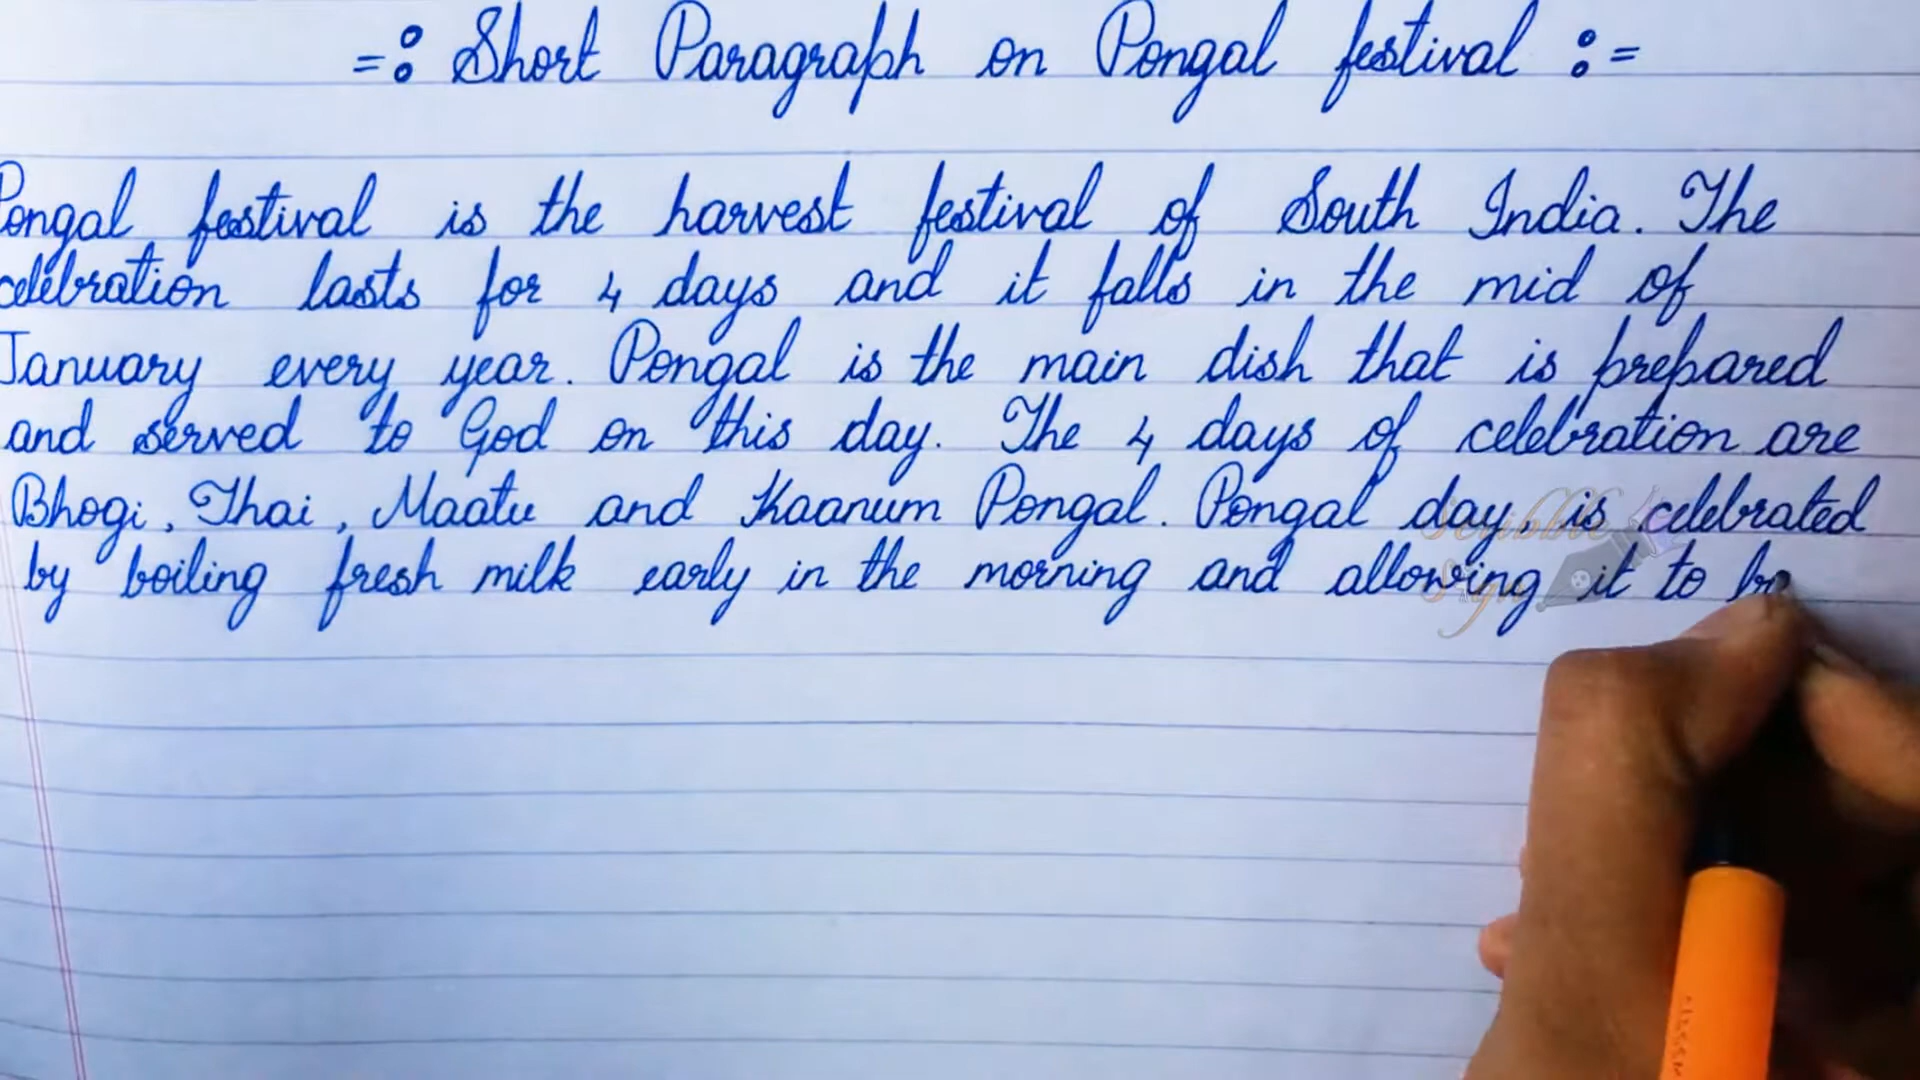 =: Short Paragraph on Pongal festival :=
Pongal festival is the harvest festival of South India. The
celebration lasts for 4 days and it falls in the mid of
January every year. Pongal is the main dish that is prepared
and served to God on this day. The 4 days of celebration are
Bhogi, Thai, Maatu and Kaanum Pongal. Pongal day, is celebrated
by boiling fresh milk early in the morning and allowing it to bo